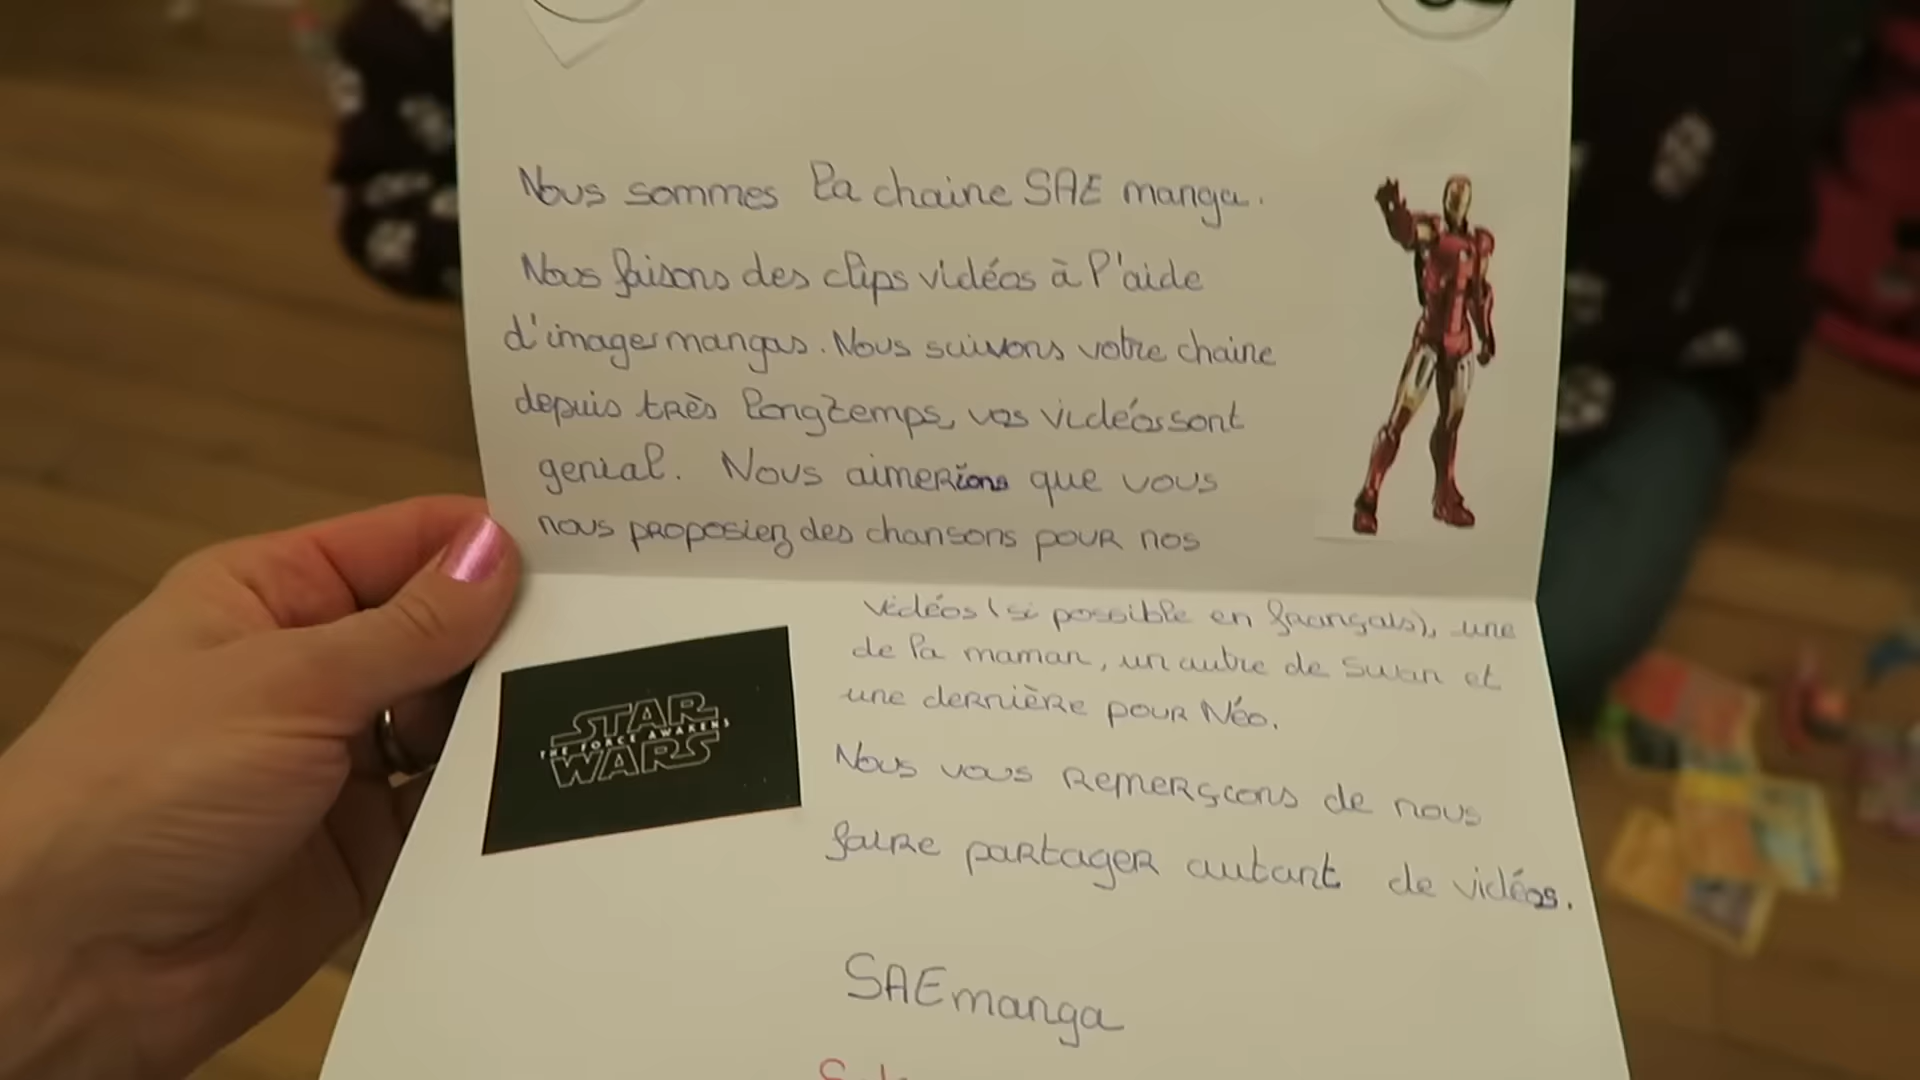 Nous sommes la chaine SAE manga.
Nous faisons des clips vidéos à l'aide
d'images mangas. Nous suivons votre chaine
depuis très longtemps, vos vidéos sont
genial. Nous aimerions que vous
nous proposiez des chansons pour nos
vidéos (si possible en français), une
de la maman, un autre de Swan et
une dernière pour Néo.
Nous vous remerçions de nous
faire partager autant de vidéos.
STAR
THE FORCE AWAKENS
WARS
SAE manga